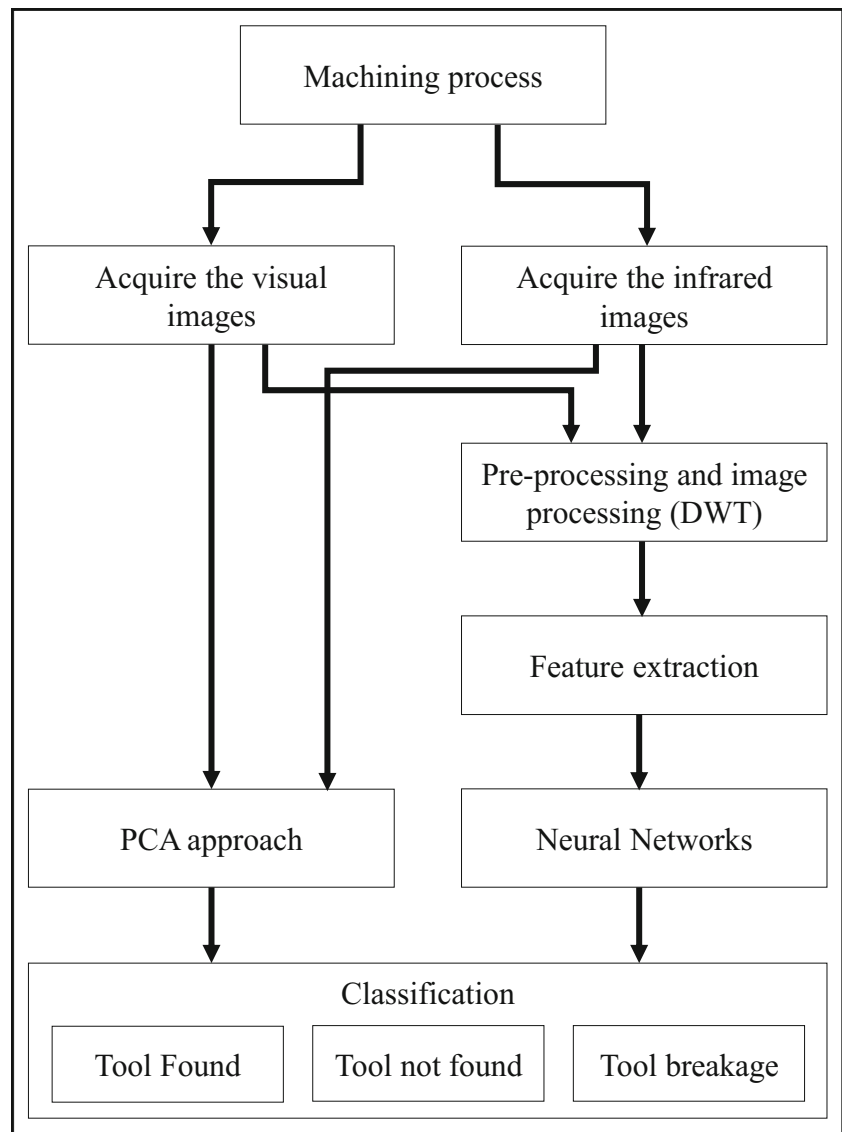 Machining process
Acquire the visual
images
Acquire the infrared
images
Pre-processing and image
processing (DWT)
Feature extraction
PCA approach
Neural Networks
Classification
Tool Found
Tool not found
Tool breakage